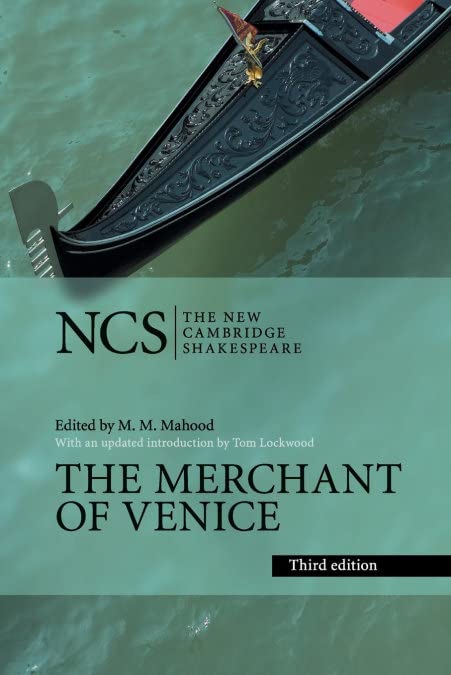 NCS
THE NEW
CAMBRIDGE
SHAKESPEARE
Edited by M. M. Mahood
With an updated introduction by Tom Lockwood
THE MERCHANT
OF VENICE
Third edition